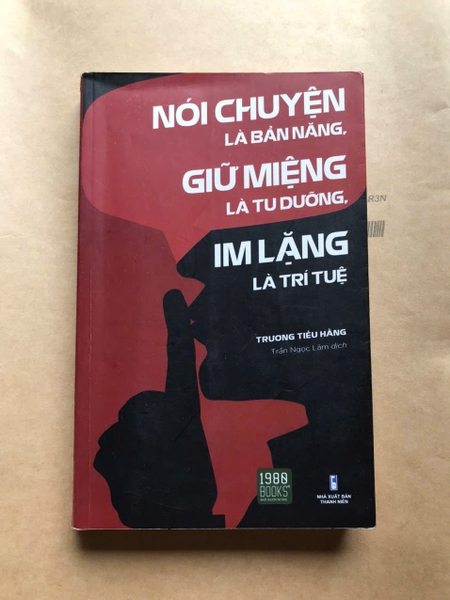 NÓI CHUYỆN
LÀ BẢN NĂNG,
GIỮ MIỆNG
LÀ TU DƯỠNG,
IM LẶNG
LÀ TRÍ TUỆ
TRƯƠNG TIẾU HẰNG
Trần Ngọc Lâm dịch
R3N
1980
BOOKS
NHÀ XUẤT BẢN
THANH NIÊN